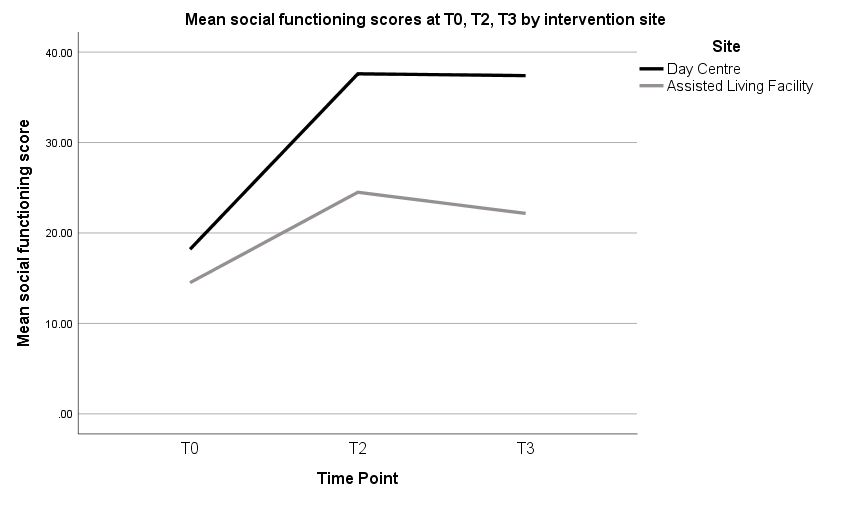 Mean social functioning scores at T0, T2, T3 by intervention site
Site
Day Centre
Assisted Living Facility
Mean social functioning score
40.00
30.00
20.00
10.00
.00
T0 T2 T3
Time Point